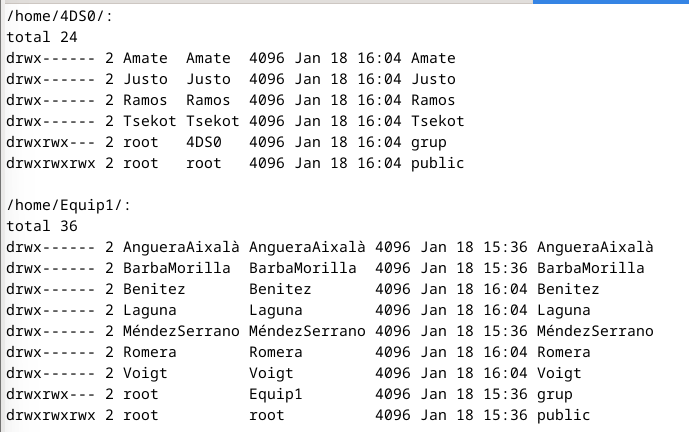 /home/4DS0/:
total 24
drwx------ 2 Amate  Amate  4096 Jan 18 16:04 Amate
drwx------ 2 Justo  Justo  4096 Jan 18 16:04 Justo
drwx------ 2 Ramos  Ramos  4096 Jan 18 16:04 Ramos
drwx------ 2 Tsekot Tsekot 4096 Jan 18 16:04 Tsekot
drwxrwx--- 2 root   4DS0   4096 Jan 18 16:04 grup
drwxrwxrwx 2 root   root   4096 Jan 18 16:04 public

/home/Equip1/:
total 36
drwx------ 2 AngueraAixalà AngueraAixalà 4096 Jan 18 15:36 AngueraAixalà
drwx------ 2 BarbaMorilla  BarbaMorilla  4096 Jan 18 15:36 BarbaMorilla
drwx------ 2 Benitez       Benitez       4096 Jan 18 16:04 Benitez
drwx------ 2 Laguna        Laguna        4096 Jan 18 16:04 Laguna
drwx------ 2 MéndezSerrano MéndezSerrano 4096 Jan 18 15:36 MéndezSerrano
drwx------ 2 Romera        Romera        4096 Jan 18 16:04 Romera
drwx------ 2 Voigt         Voigt         4096 Jan 18 16:04 Voigt
drwxrwx--- 2 root          Equip1        4096 Jan 18 15:36 grup
drwxrwxrwx 2 root          root          4096 Jan 18 15:36 public